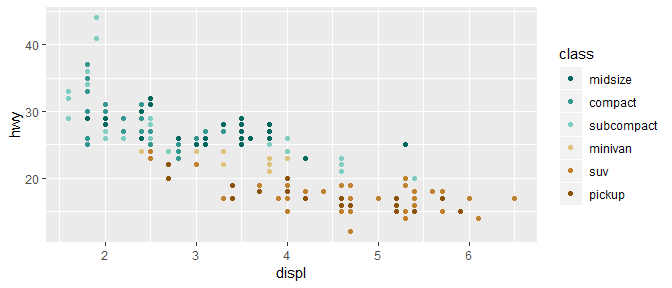 40
30
20
hwy
2
3
4
5
6
displ
class
midsize
compact
subcompact
minivan
suv
pickup